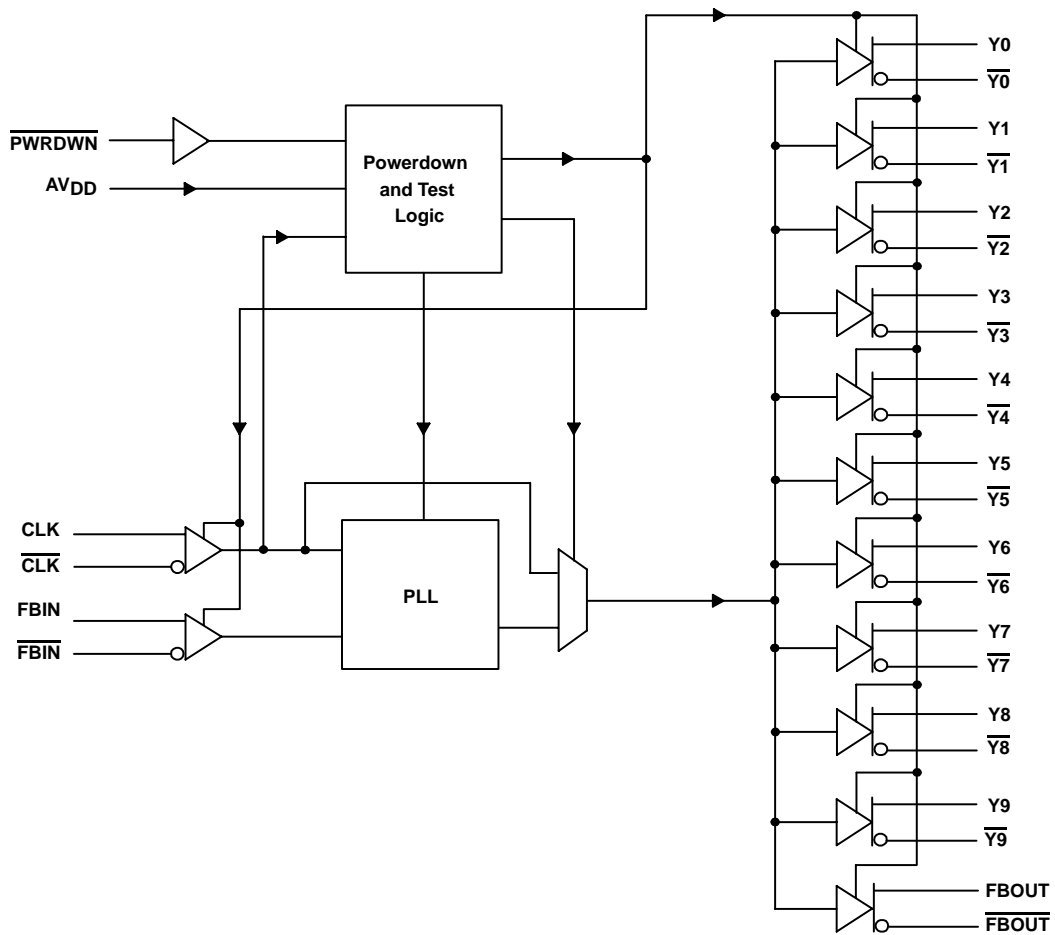 Y0
Y0
Y1
Y1
PWRDWN
Powerdown
and Test
Logic
AVDD
Y2
Y2
Y3
Y3
Y4
Y4
Y5
Y5
CLK
CLK
Y6
Y6
FBIN
FBIN
PLL
Y7
Y7
Y8
Y8
Y9
Y9
FBOUT
FBOUT